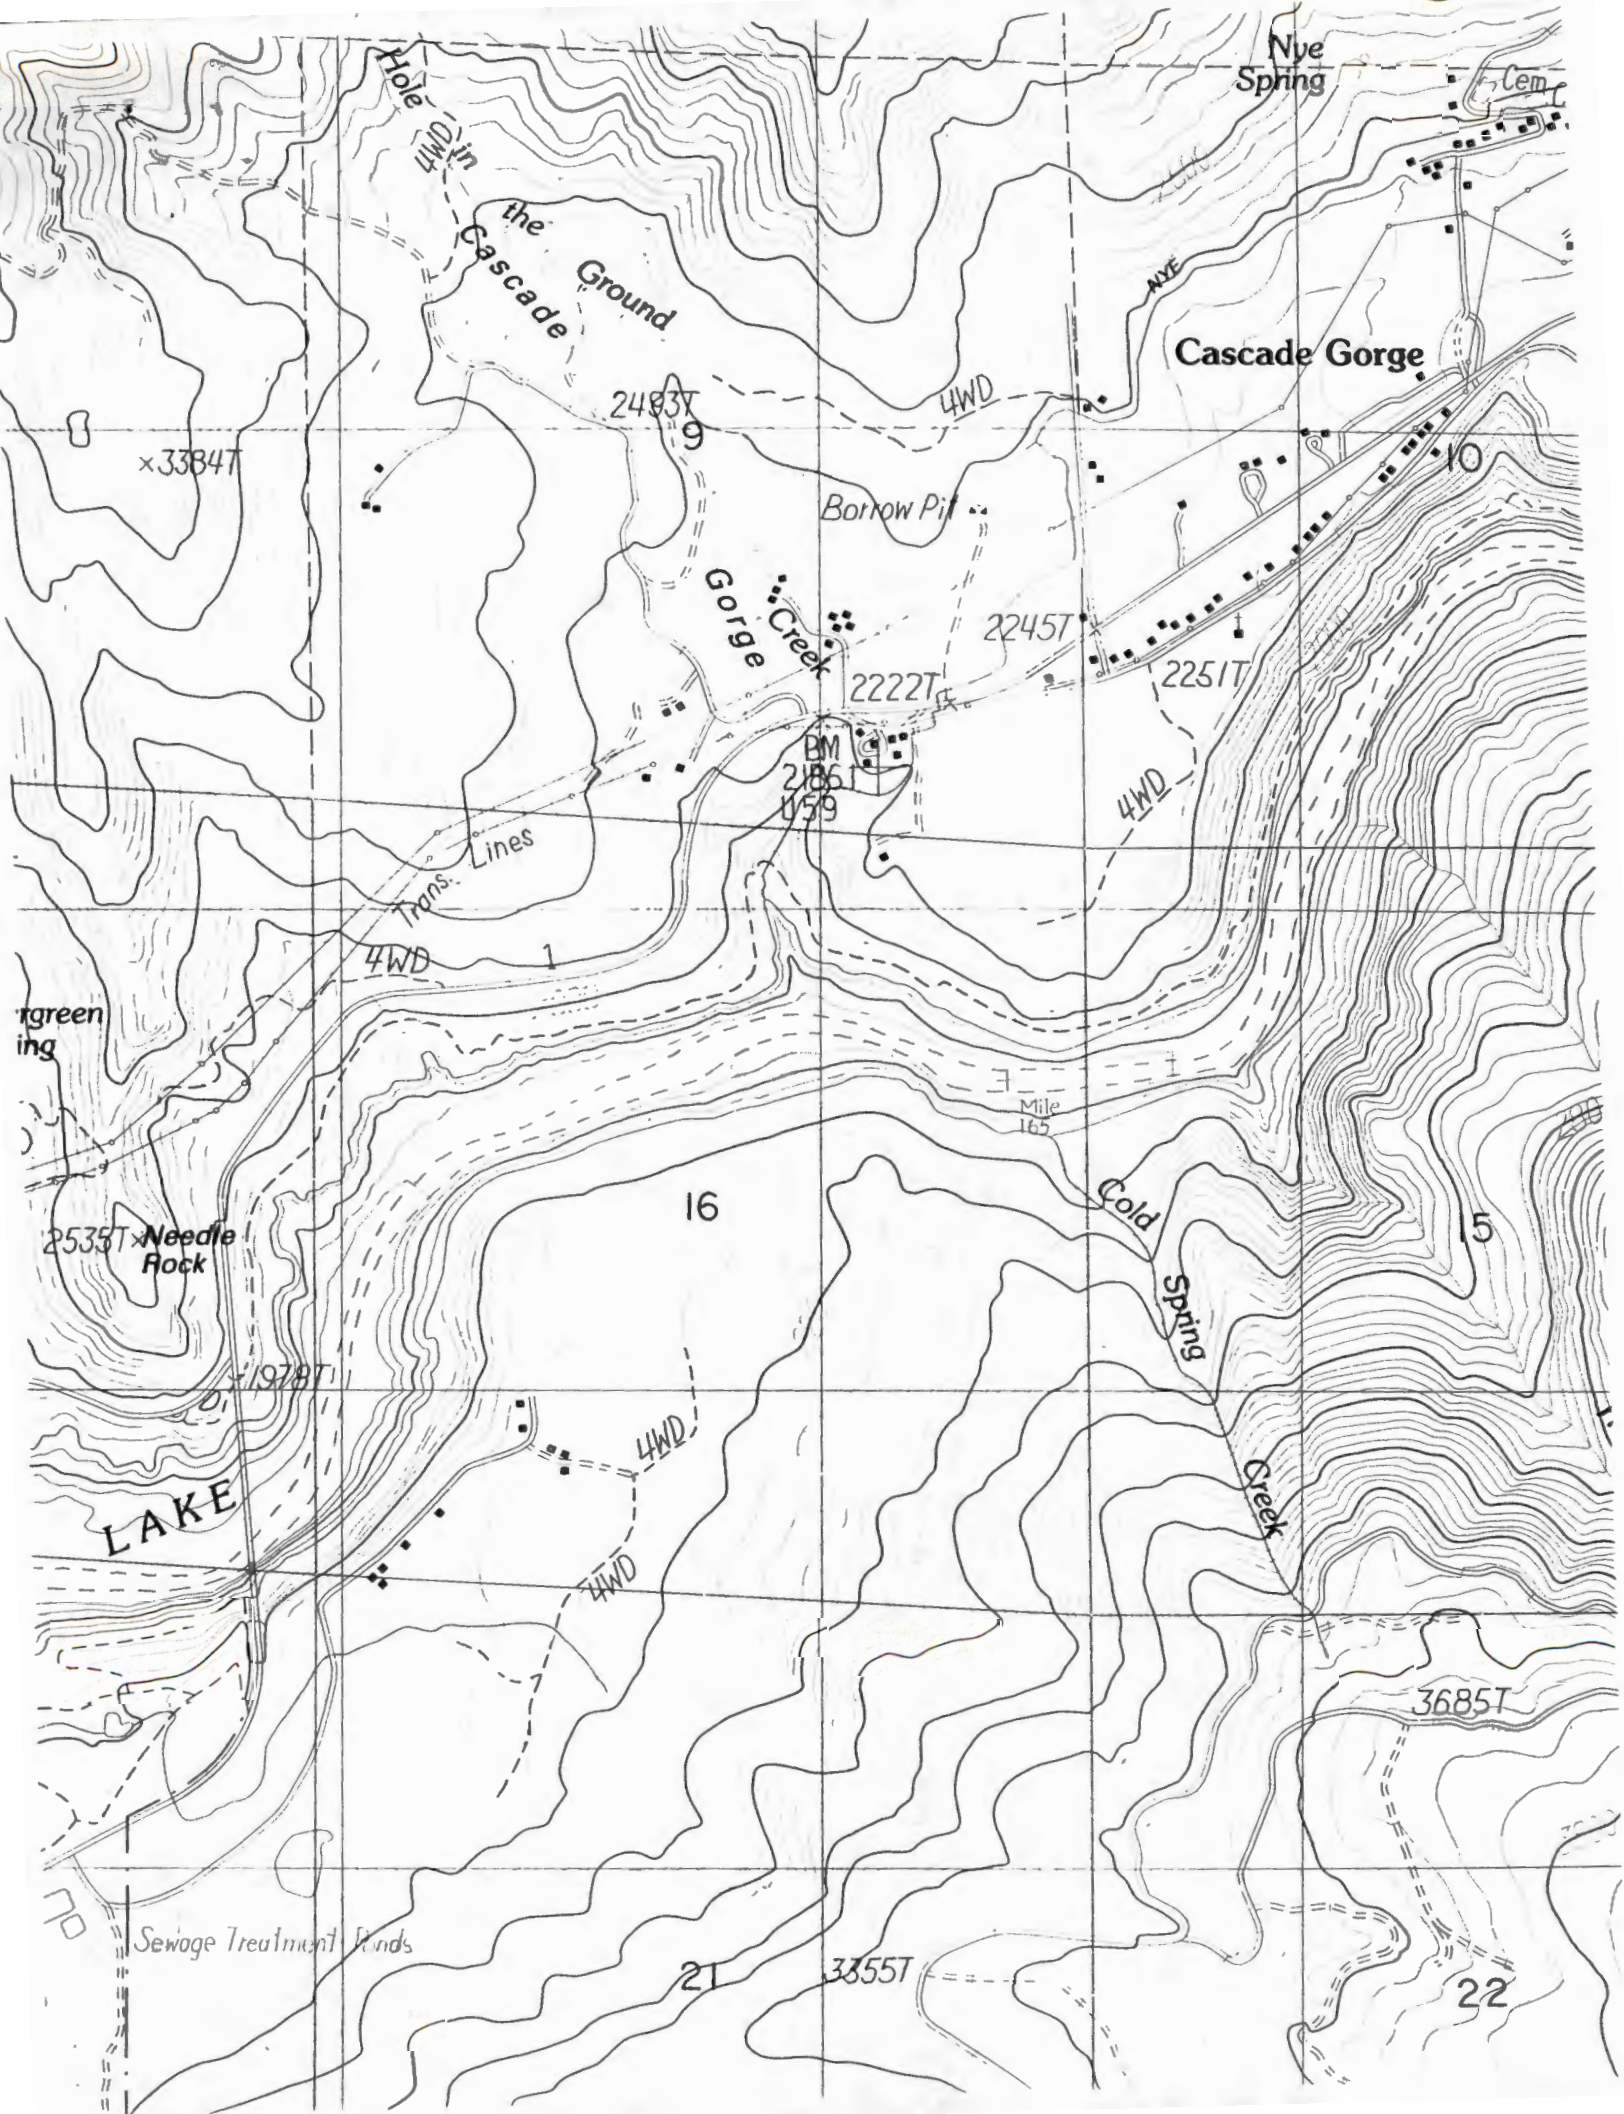 Nye
Spring
Cem
Hole
4WD
in
the
Cascade
Ground
NYE
Cascade Gorge
2493T
4WD
9
10
×3384T
Borrow Pit
Gorge
Creek
2245T
2251T
2222T
BM
2186T
U59
4WD
Trans. Lines
4WD
1
rgreen
ing
Mile
165
Cold
Spring
Creek
16
15
2535T×
Needle
Rock
×1978T
4WD
LAKE
4WD
3685T
Sewage Treatment Ponds
21
3355T
22